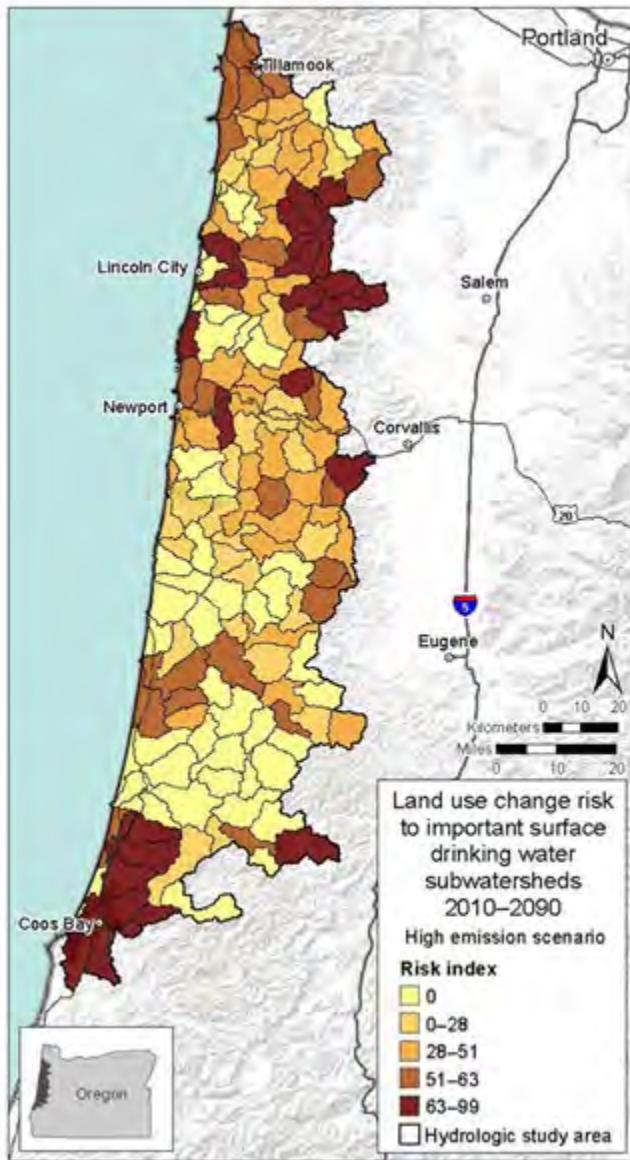 Portland
Tillamook
Lincoln City
Salem
Newport
Corvallis
20
5
Eugene
N
0 10 20
Kilometers
Miles
0 10 20
Land use change risk
to important surface
drinking water
subwatersheds
2010–2090
High emission scenario
Risk index
0
0–28
28–51
51–63
63–99
Hydrologic study area
Coos Bay
Oregon